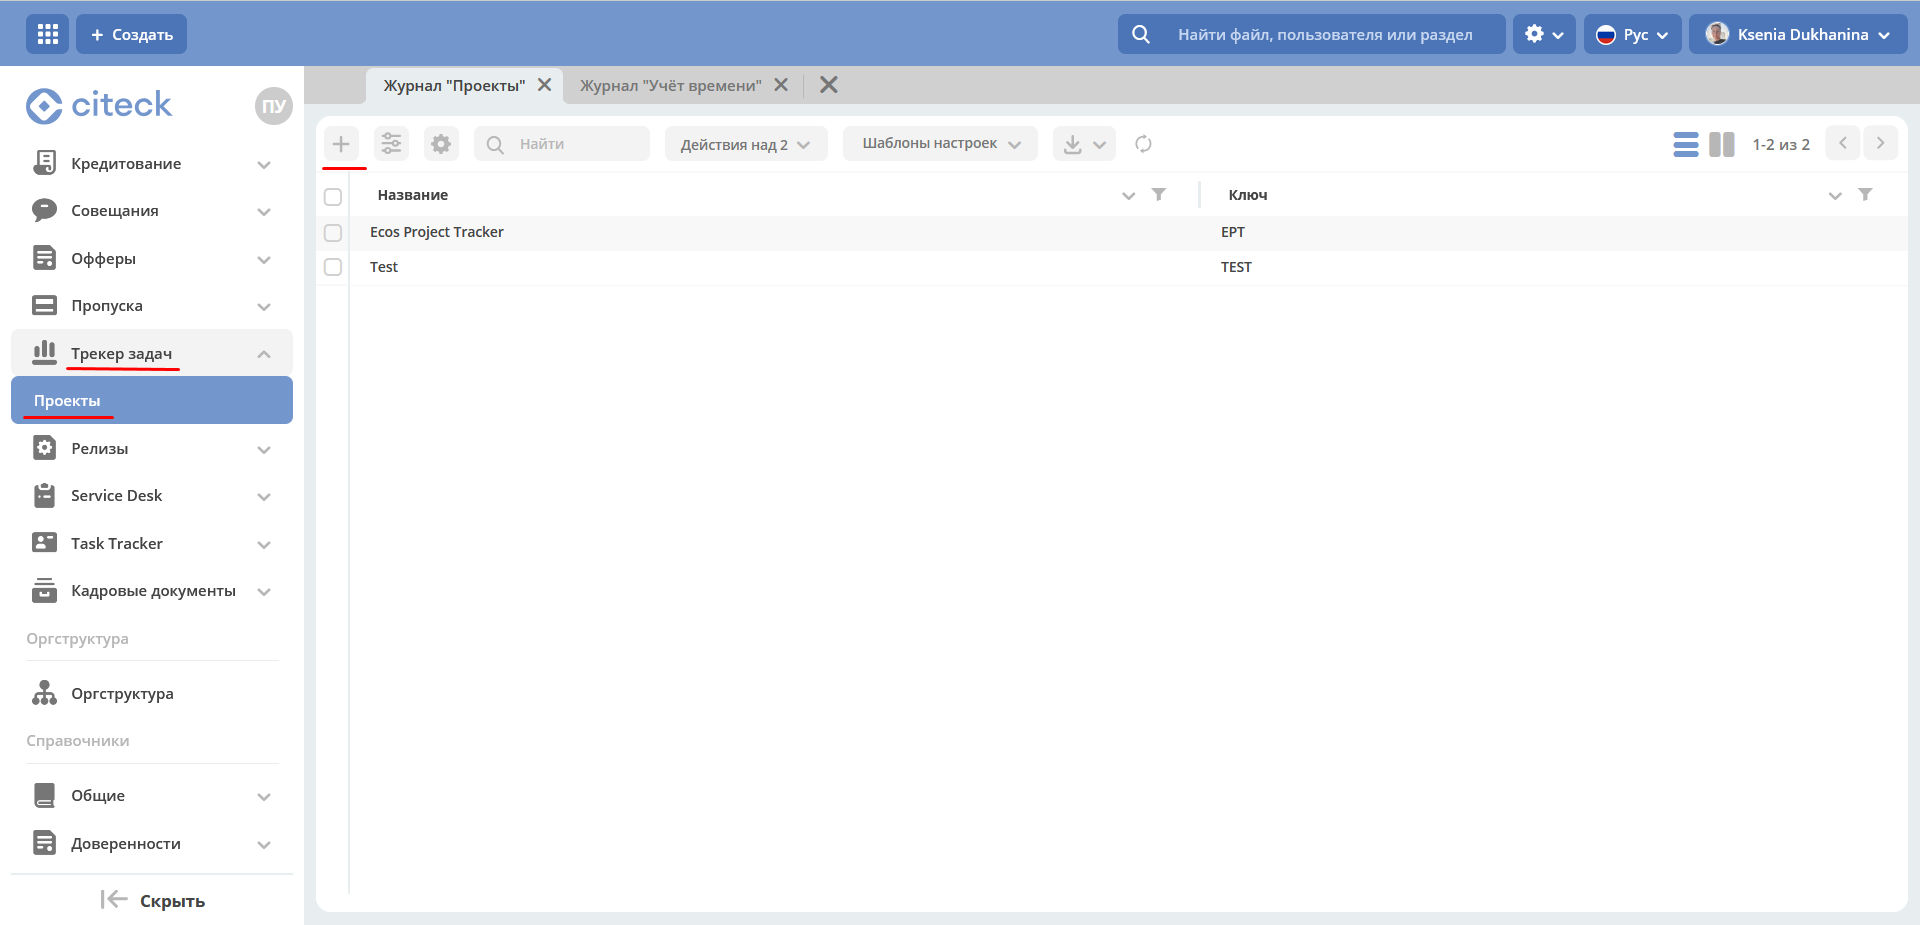 Создать
Найти файл, пользователя или раздел
Рус
Ksenia Dukhanina
citeck
ПУ
Журнал "Проекты"
Журнал "Учёт времени"
Найти
Действия над 2
Шаблоны настроек
1-2 из 2
Название
Ключ
Ecos Project Tracker
EPT
Test
TEST
Кредитование
Совещания
Офферы
Пропуска
Трекер задач
Проекты
Релизы
Service Desk
Task Tracker
Кадровые документы
Оргструктура
Оргструктура
Справочники
Общие
Доверенности
Скрыть